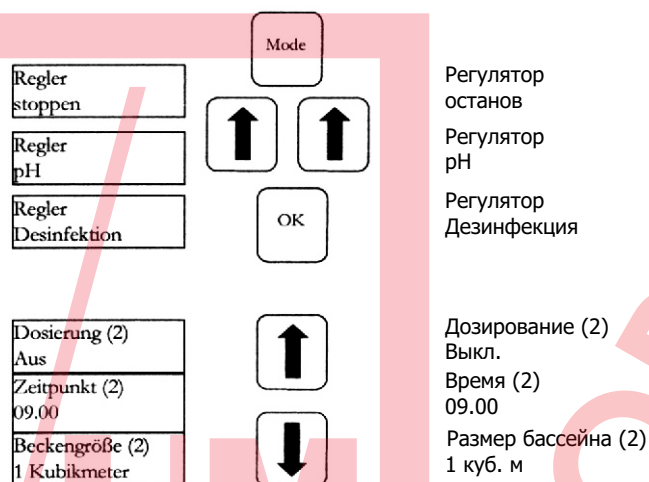 Mode
Regler
stoppen
Регулятор
останов
Regler
pH
Регулятор
pH
Regler
Desinfektion
OK
Регулятор
Дезинфекция
Dosierung (2)
Aus
Дозирование (2)
Выкл.
Zeitpunkt (2)
09.00
Время (2)
09.00
Beckengröße (2)
1 Kubikmeter
Размер бассейна (2)
1 куб. м